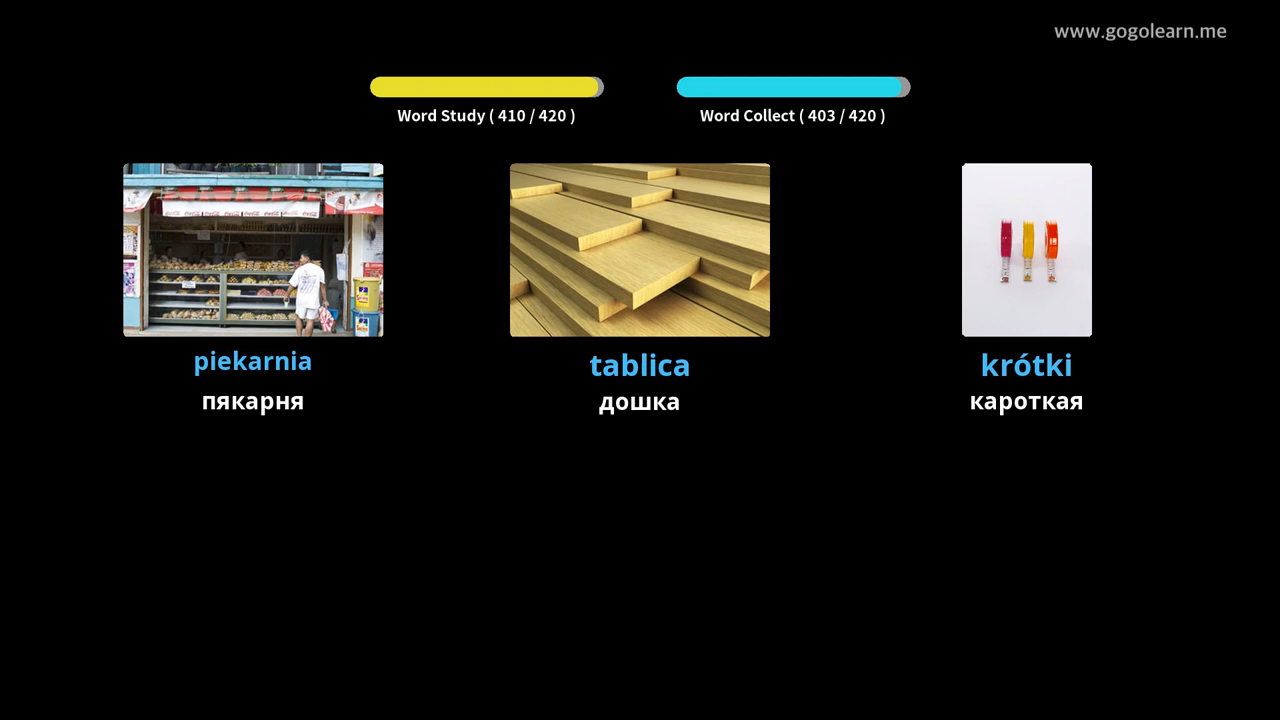 www.gogolearn.me
Word Study ( 410 / 420 )
Word Collect ( 403 / 420 )
piekarnia
tablica
krótki
пякарня
дошка
кароткая